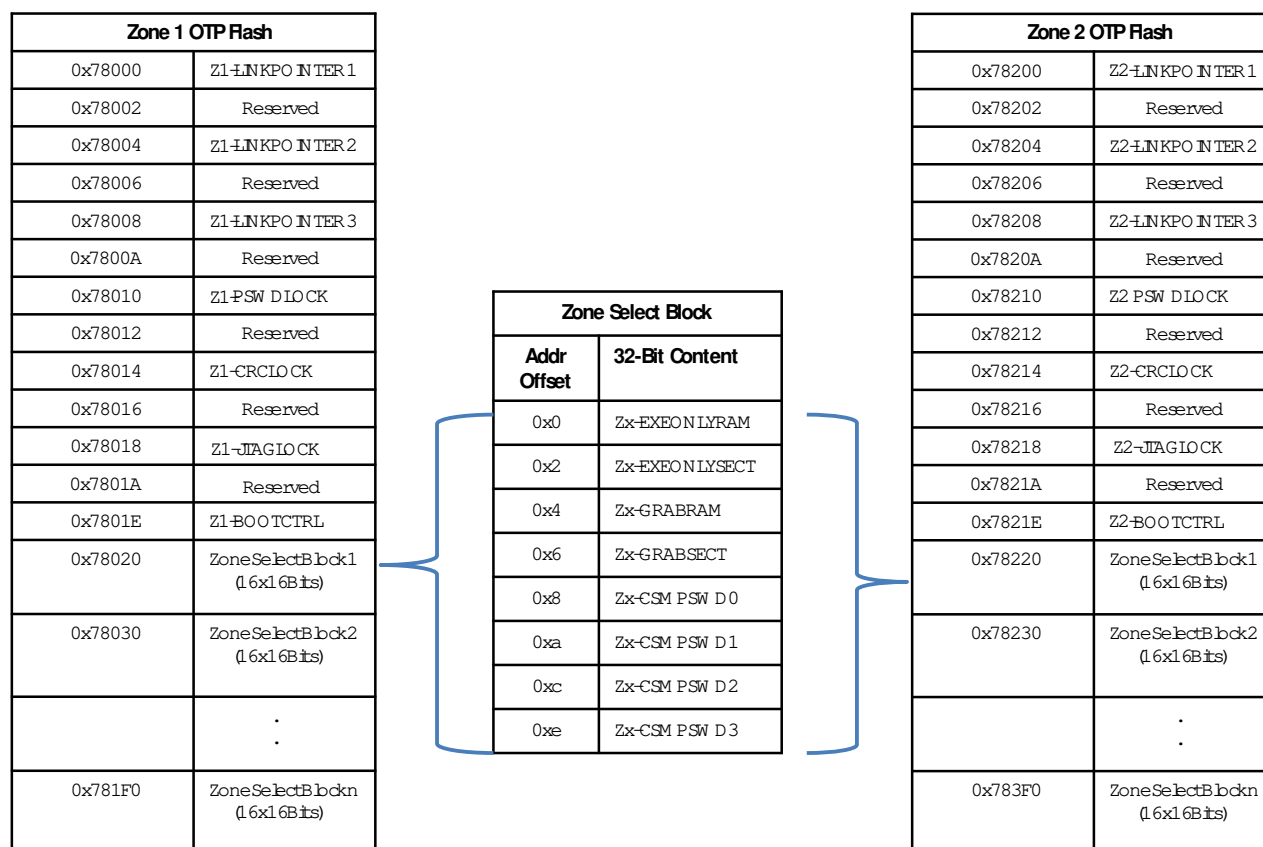 Zone 1 OTP Flash
0x78000 Z1-LINKPOINTER1
0x78002 Reserved
0x78004 Z1-LINKPOINTER2
0x78006 Reserved
0x78008 Z1-LINKPOINTER3
0x7800A Reserved
0x78010 Z1-PSWDLOCK
0x78012 Reserved
0x78014 Z1-CRCLOCK
0x78016 Reserved
0x78018 Z1-JTAGLOCK
0x7801A Reserved
0x7801E Z1-BOOTCTRL
0x78020 ZoneSelectBlock1
(16x16Bits)
0x78030 ZoneSelectBlock2
(16x16Bits)
.
.
0x781F0 ZoneSelectBlockn
(16x16Bits)
Zone Select Block
Addr Offset 32-Bit Content
0x0 Zx-EXEONLYRAM
0x2 Zx-EXEONLYSECT
0x4 Zx-GRABRAM
0x6 Zx-GRABSECT
0x8 Zx-CSMPSWD0
0xa Zx-CSMPSWD1
0xc Zx-CSMPSWD2
0xe Zx-CSMPSWD3
Zone 2 OTP Flash
0x78200 Z2-LINKPOINTER1
0x78202 Reserved
0x78204 Z2-LINKPOINTER2
0x78206 Reserved
0x78208 Z2-LINKPOINTER3
0x7820A Reserved
0x78210 Z2 PSWDLOCK
0x78212 Reserved
0x78214 Z2-CRCLOCK
0x78216 Reserved
0x78218 Z2-JTAGLOCK
0x7821A Reserved
0x7821E Z2-BOOTCTRL
0x78220 ZoneSelectBlock1
(16x16Bits)
0x78230 ZoneSelectBlock2
(16x16Bits)
.
.
0x783F0 ZoneSelectBlockn
(16x16Bits)